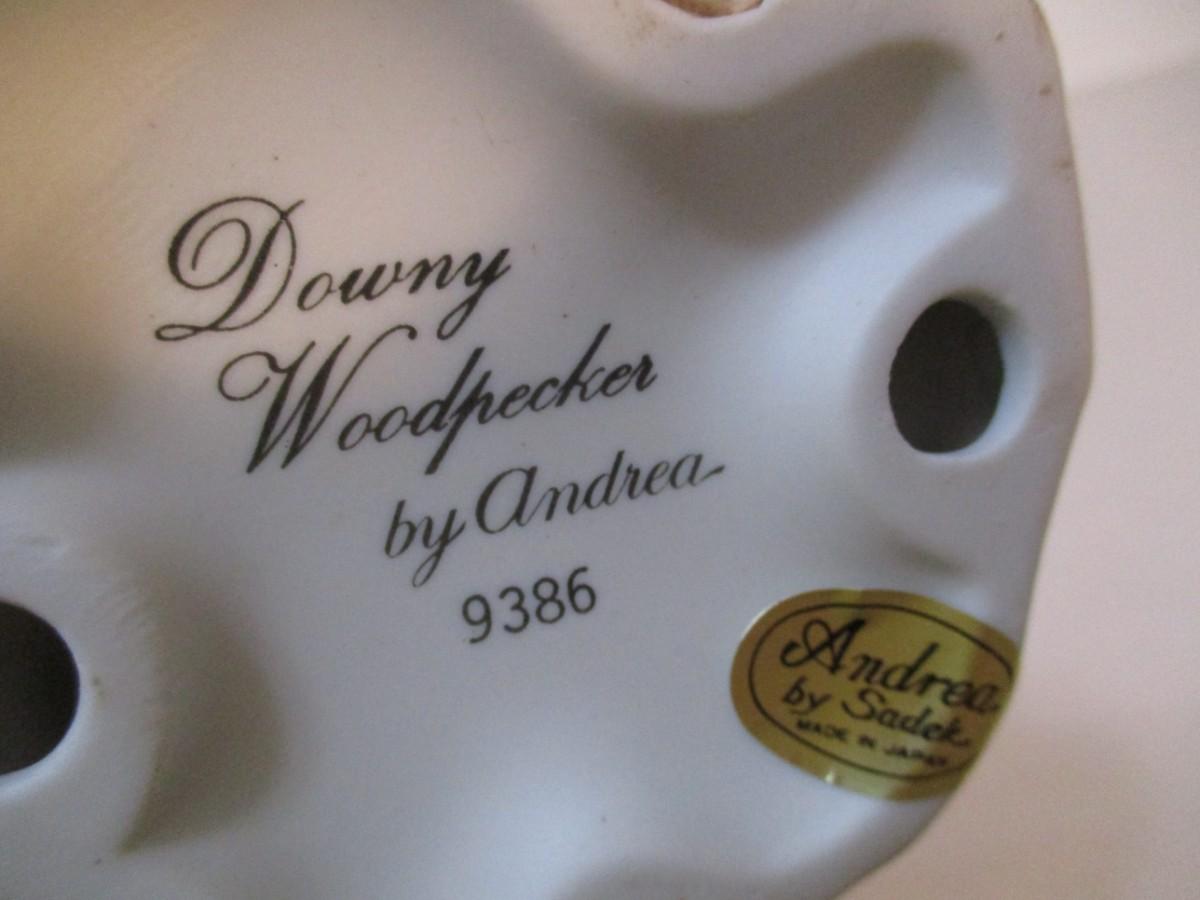 Downy
Woodpecker
by Andrea
9386
Andrea
by Sadek
MADE IN JAPAN